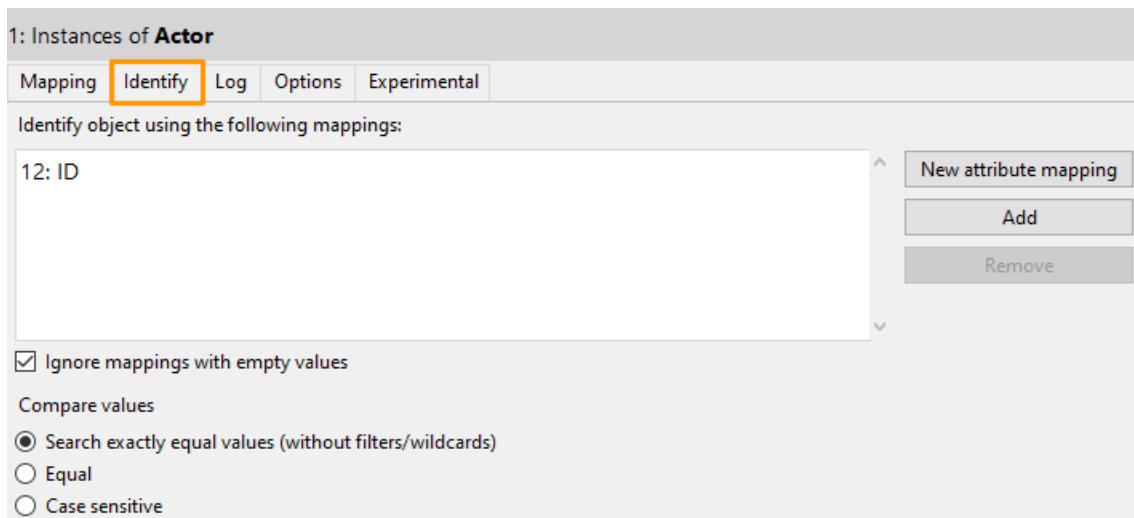 1: Instances of Actor
Mapping Identify Log Options Experimental
Identify object using the following mappings:
12: ID
New attribute mapping
Add
Remove
Ignore mappings with empty values
Compare values
Search exactly equal values (without filters/wildcards)
Equal
Case sensitive